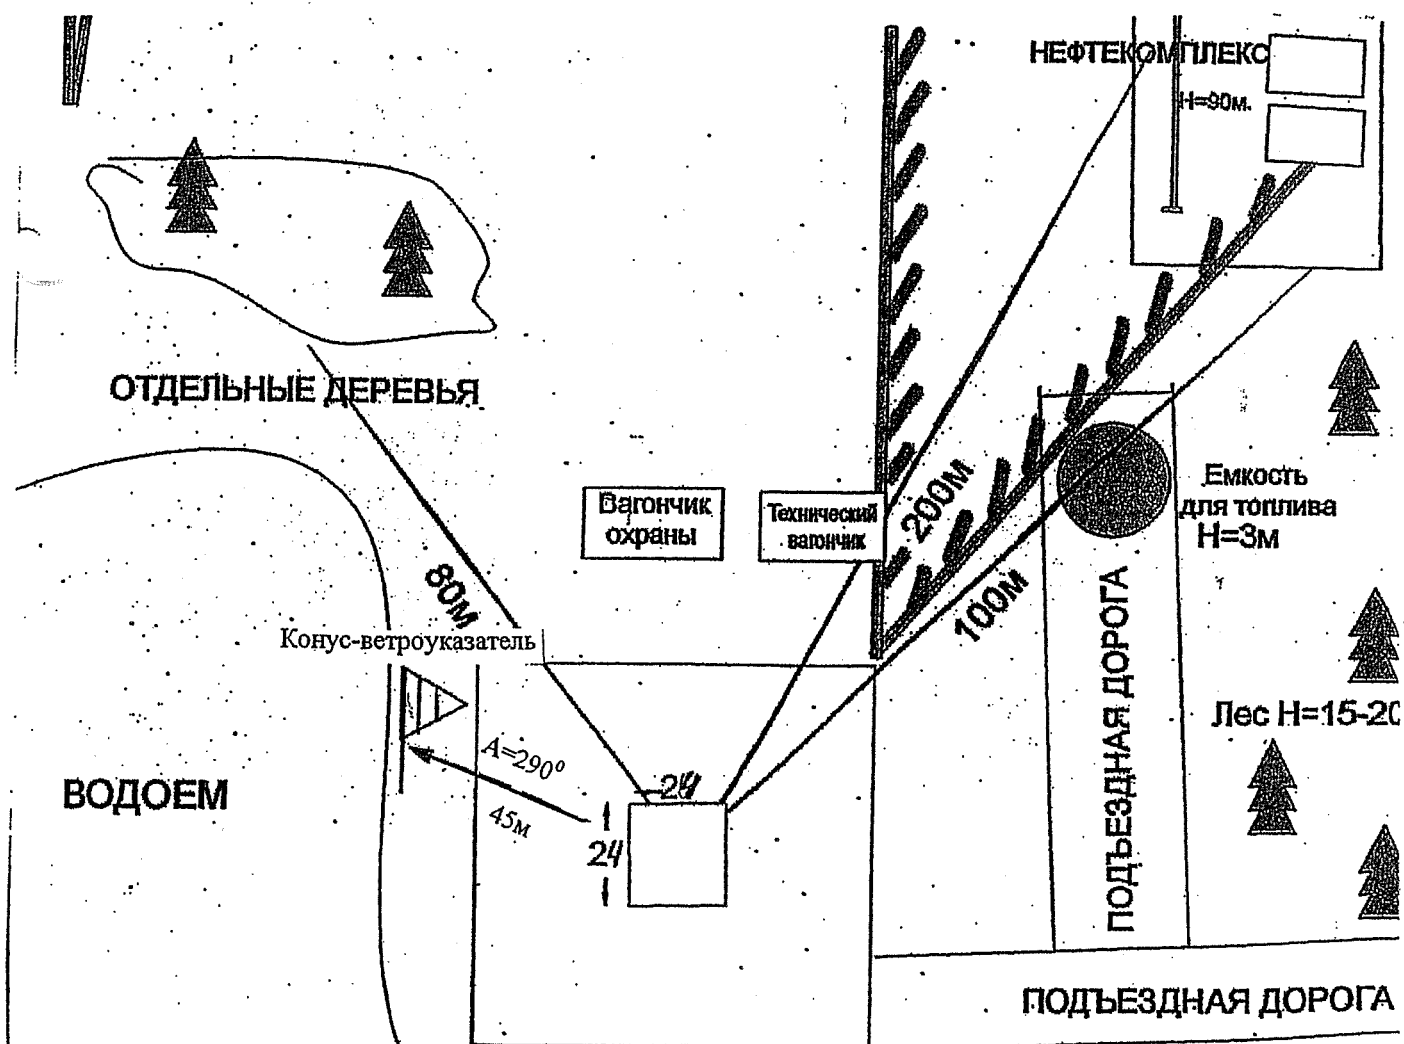 НЕФТЕКОМПЛЕКС
Н=90м.
ОТДЕЛЬНЫЕ ДЕРЕВЬЯ
Вагончик
охраны
Технический
вагончик
200м
Емкость
для топлива
Н=3м
80м
100м
Конус-ветроуказатель
ПОДЪЕЗДНАЯ ДОРОГА
Лес Н=15-20
А=290º
45м
ВОДОЕМ
24
24
ПОДЪЕЗДНАЯ ДОРОГА